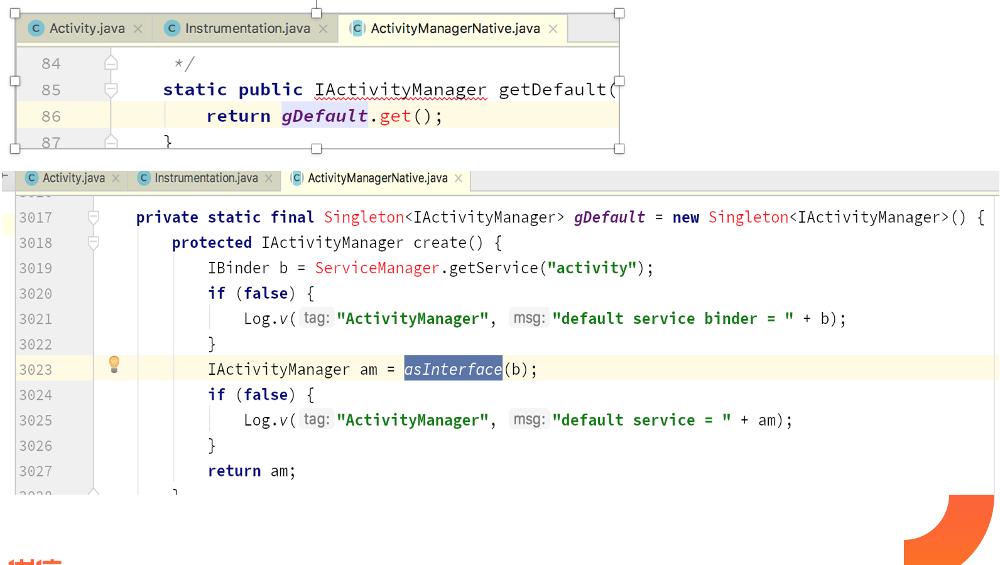 Activity.java Instrumentation.java ActivityManagerNative.java
84 */
85 static public IActivityManager getDefault(
86 return gDefault.get();
87 }
Activity.java Instrumentation.java ActivityManagerNative.java
3017 private static final Singleton<IActivityManager> gDefault = new Singleton<IActivityManager>() {
3018 protected IActivityManager create() {
3019 IBinder b = ServiceManager.getService("activity");
3020 if (false) {
3021 Log.v( tag: "ActivityManager", msg: "default service binder = " + b);
3022 }
3023 IActivityManager am = asInterface(b);
3024 if (false) {
3025 Log.v( tag: "ActivityManager", msg: "default service = " + am);
3026 }
3027 return am;
3028 }